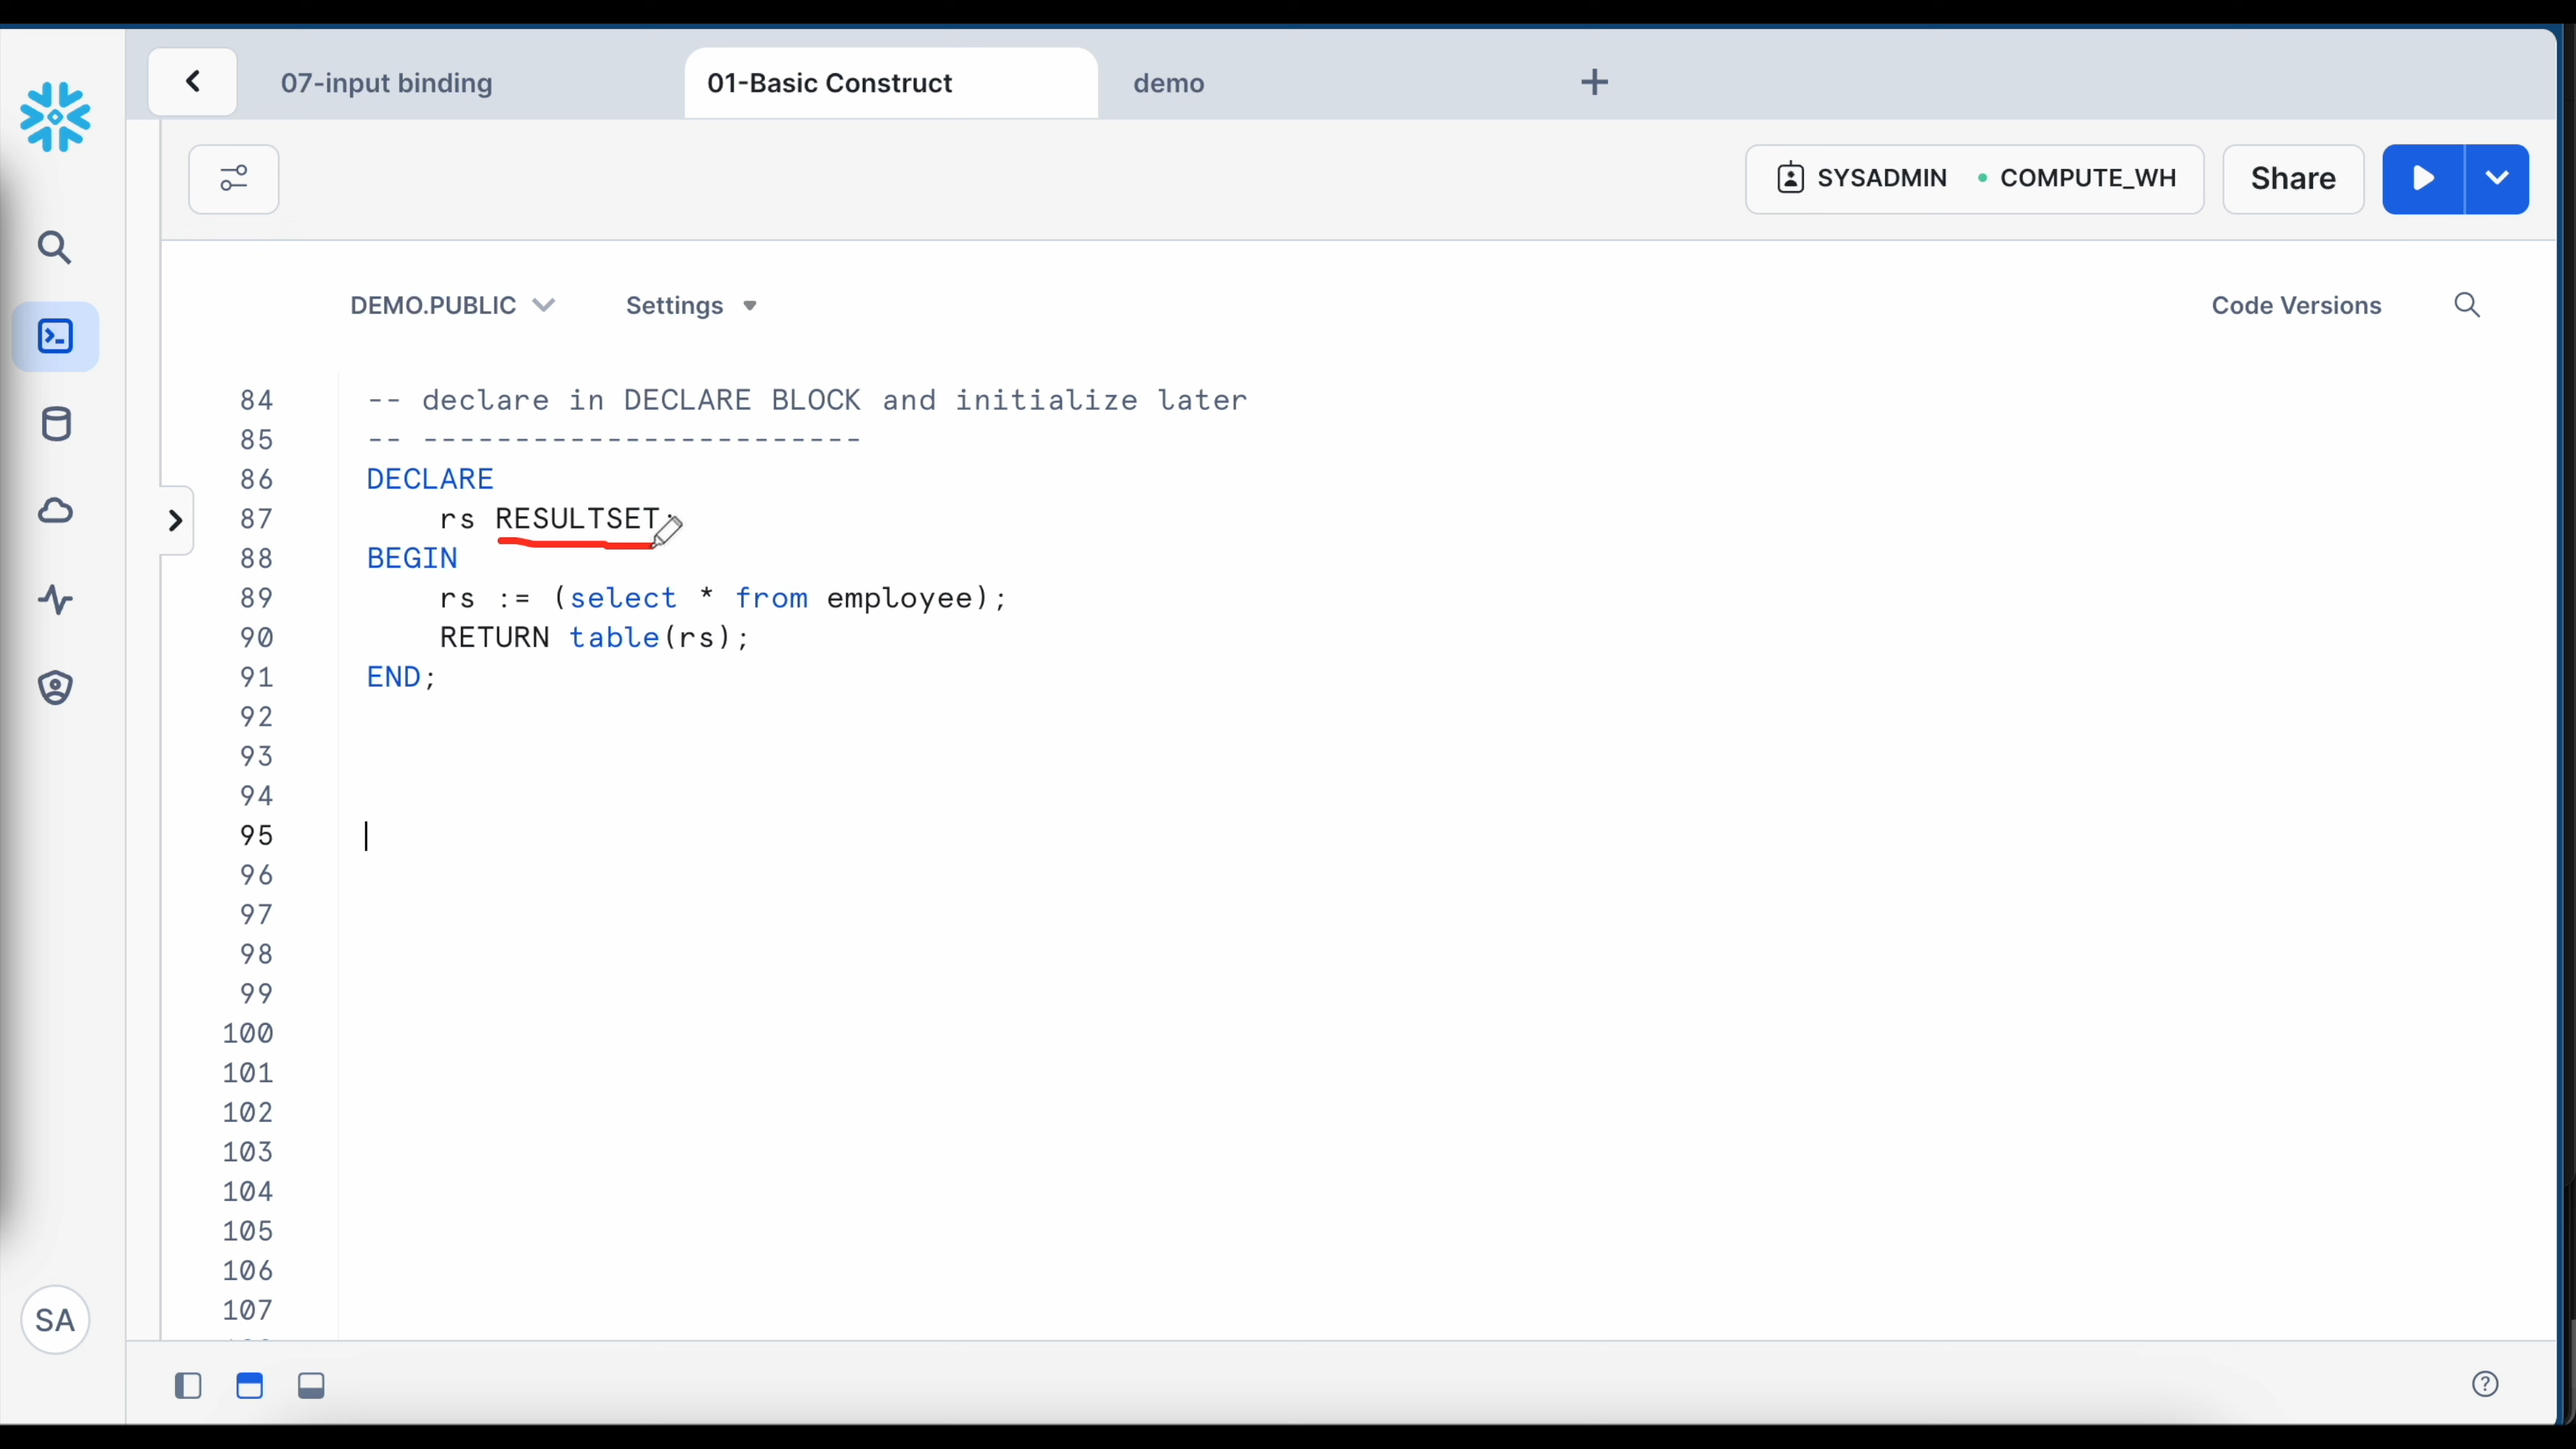 07-input binding
01-Basic Construct
demo
SYSADMIN
COMPUTE_WH
Share
DEMO.PUBLIC
Settings
Code Versions
84 -- declare in DECLARE BLOCK and initialize later
85 -- ------------------------
86 DECLARE
87 rs RESULTSET;
88 BEGIN
89 rs := (select * from employee);
90 RETURN table(rs);
91 END;
92
93
94
95
96
97
98
99
100
101
102
103
104
105
106
107
SA